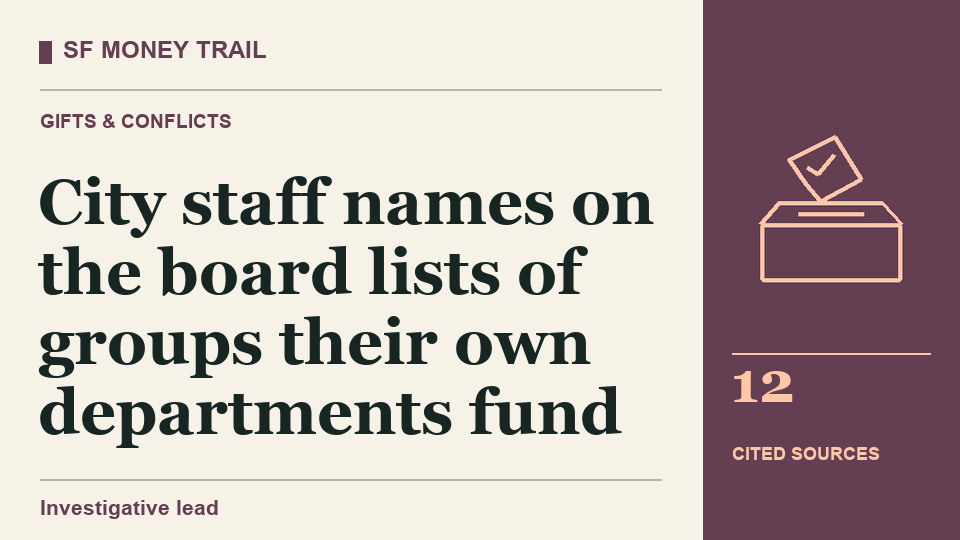 SF MONEY TRAIL
GIFTS & CONFLICTS
City staff names on
the board lists of
groups their own
departments fund
Investigative lead
12
CITED SOURCES